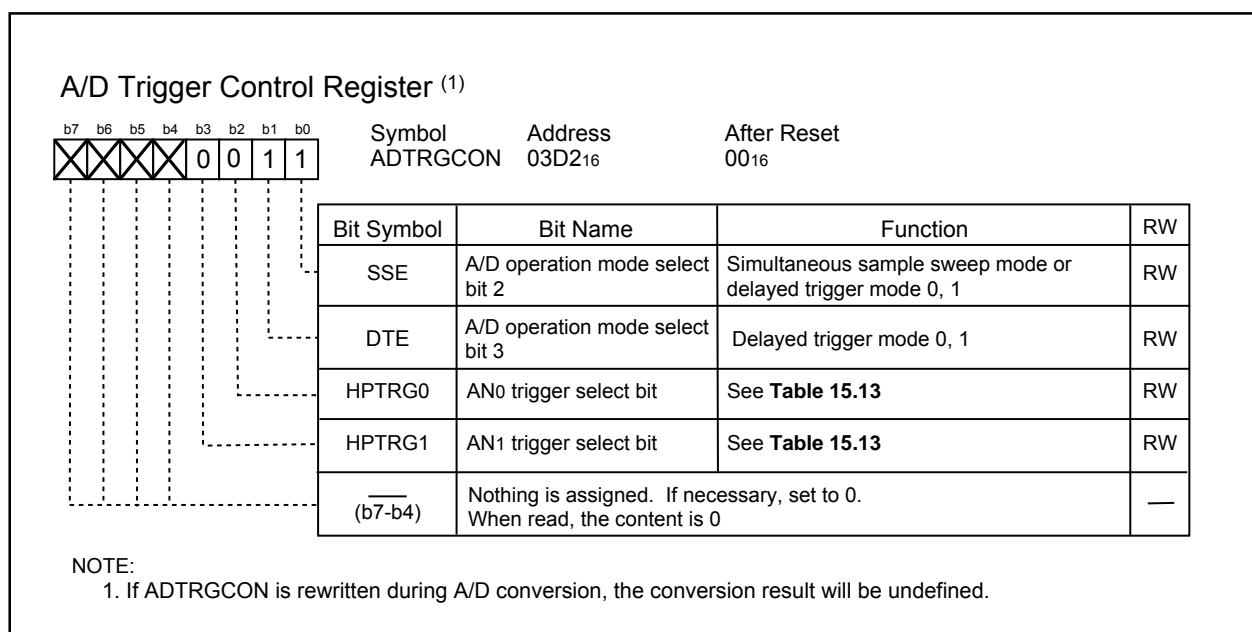 A/D Trigger Control Register (1)
b7 b6 b5 b4 b3 b2 b1 b0
0 0 1 1
Symbol Address After Reset
ADTRGCON 03D216 0016
Bit Symbol Bit Name Function RW
SSE A/D operation mode select bit 2 Simultaneous sample sweep mode or delayed trigger mode 0, 1 RW
DTE A/D operation mode select bit 3 Delayed trigger mode 0, 1 RW
HPTRG0 AN0 trigger select bit See Table 15.13 RW
HPTRG1 AN1 trigger select bit See Table 15.13 RW
(b7-b4) Nothing is assigned. If necessary, set to 0.
When read, the content is 0 —
NOTE:
1. If ADTRGCON is rewritten during A/D conversion, the conversion result will be undefined.